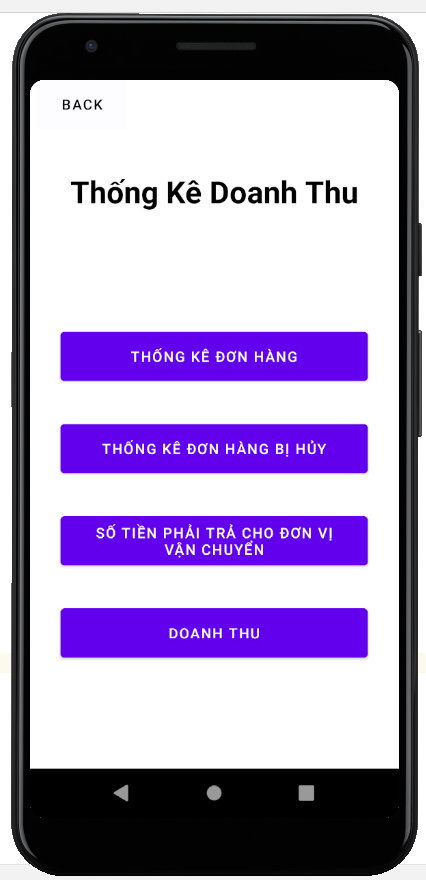 BACK
Thống Kê Doanh Thu
THỐNG KÊ ĐƠN HÀNG
THỐNG KÊ ĐƠN HÀNG BỊ HỦY
SỐ TIỀN PHẢI TRẢ CHO ĐƠN VỊ
VẬN CHUYỂN
DOANH THU